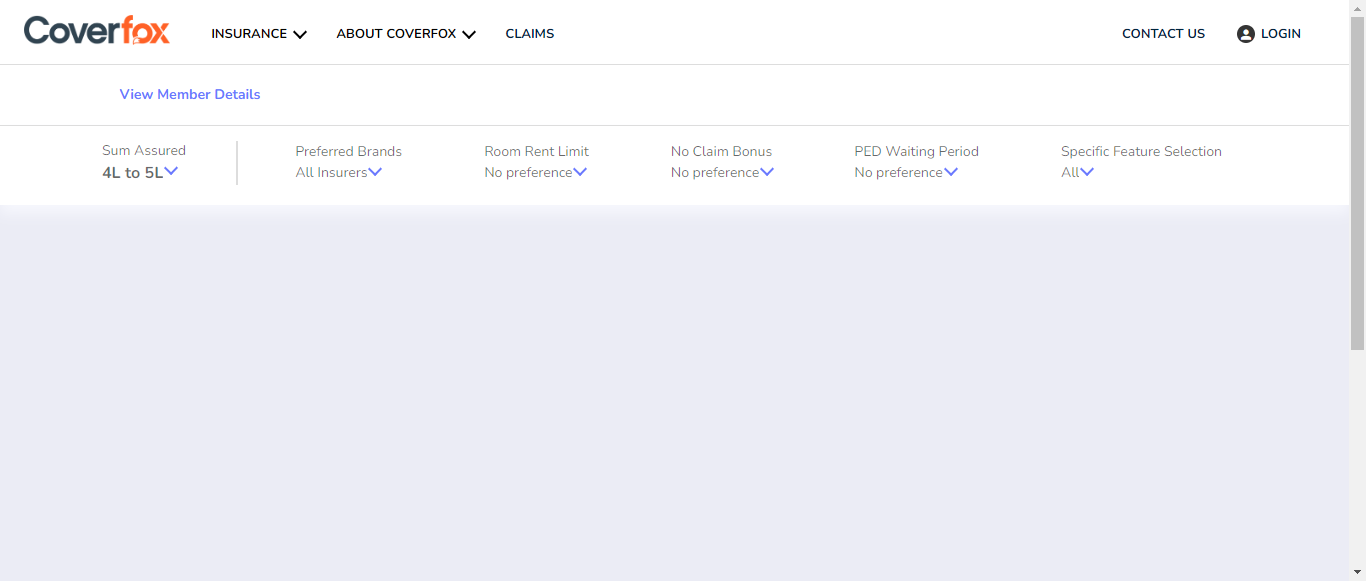 Coverfox INSURANCE ABOUT COVERFOX CLAIMS CONTACT US LOGIN
View Member Details
Sum Assured Preferred Brands Room Rent Limit No Claim Bonus PED Waiting Period Specific Feature Selection
4L to 5L All Insurers No preference No preference No preference All